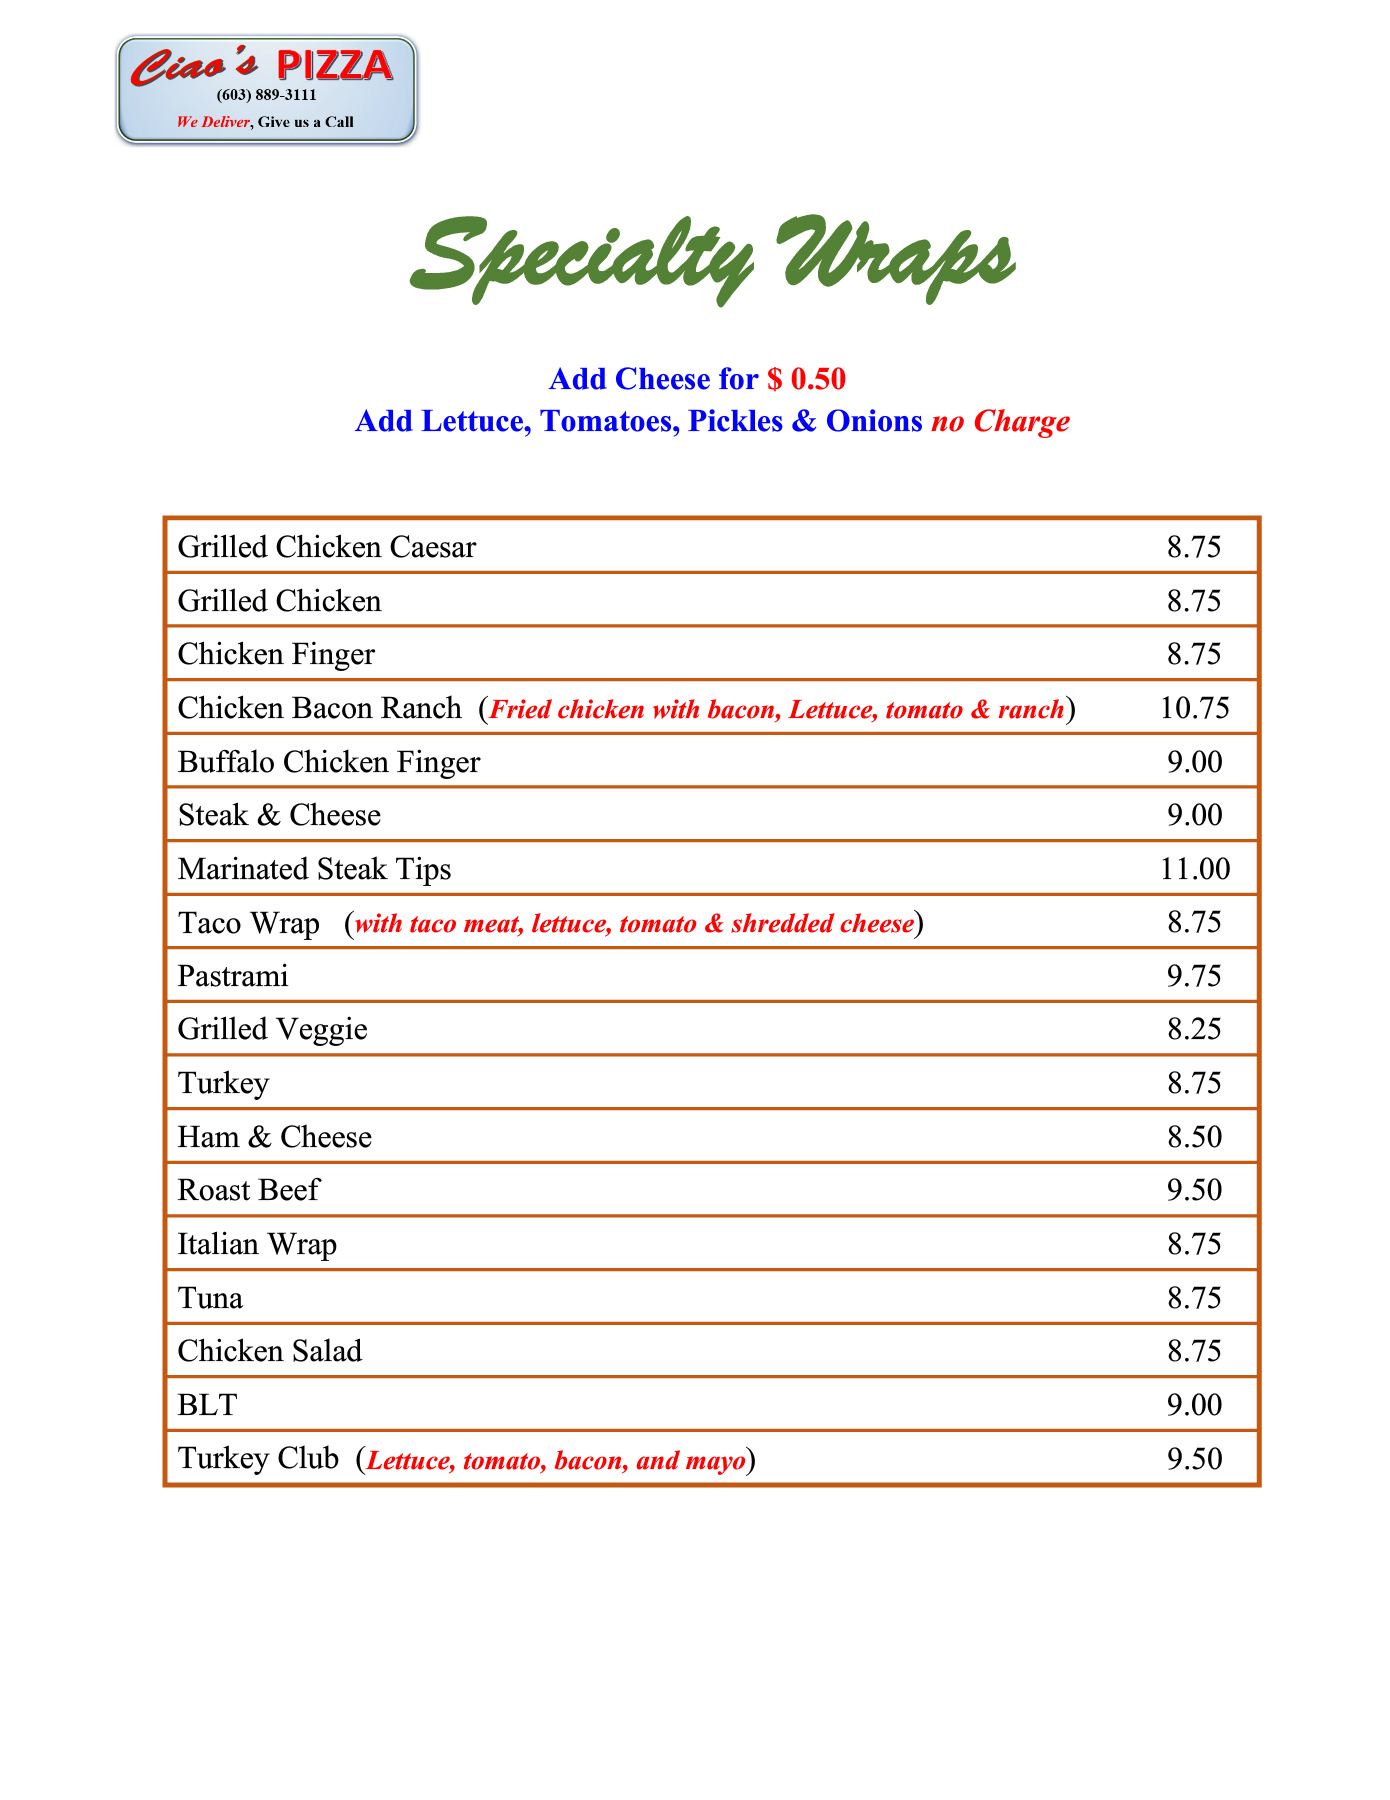 Ciao's PIZZA
(603) 889-3111
We Deliver, Give us a Call
Specialty Wraps
Add Cheese for $ 0.50
Add Lettuce, Tomatoes, Pickles & Onions no Charge
Grilled Chicken Caesar 8.75
Grilled Chicken 8.75
Chicken Finger 8.75
Chicken Bacon Ranch (Fried chicken with bacon, Lettuce, tomato & ranch) 10.75
Buffalo Chicken Finger 9.00
Steak & Cheese 9.00
Marinated Steak Tips 11.00
Taco Wrap (with taco meat, lettuce, tomato & shredded cheese) 8.75
Pastrami 9.75
Grilled Veggie 8.25
Turkey 8.75
Ham & Cheese 8.50
Roast Beef 9.50
Italian Wrap 8.75
Tuna 8.75
Chicken Salad 8.75
BLT 9.00
Turkey Club (Lettuce, tomato, bacon, and mayo) 9.50